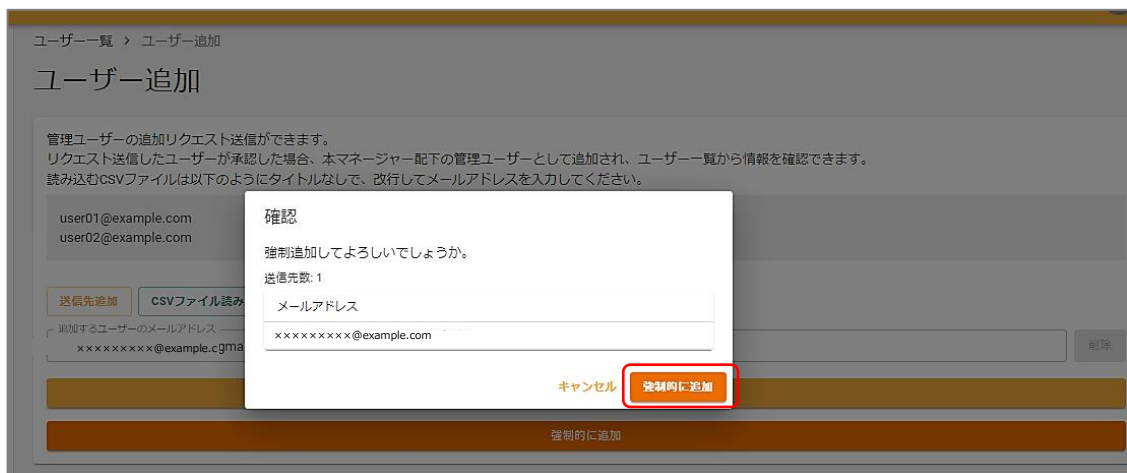 ユーザー一覧 > ユーザー追加
ユーザー追加
管理ユーザーの追加リクエスト送信ができます。
リクエスト送信したユーザーが承認した場合、本マネージャー配下の管理ユーザーとして追加され、ユーザー一覧から情報を確認できます。
読み込むCSVファイルは以下のようにタイトルなしで、改行してメールアドレスを入力してください。
user01@example.com
user02@example.com
確認
強制追加してよろしいでしょうか。
送信先数: 1
メールアドレス
×××××××××@example.com
キャンセル 強制的に追加
送信先追加 CSVファイル読み
追加するユーザーのメールアドレス
×××××××××@example.cgma
削除
強制的に追加